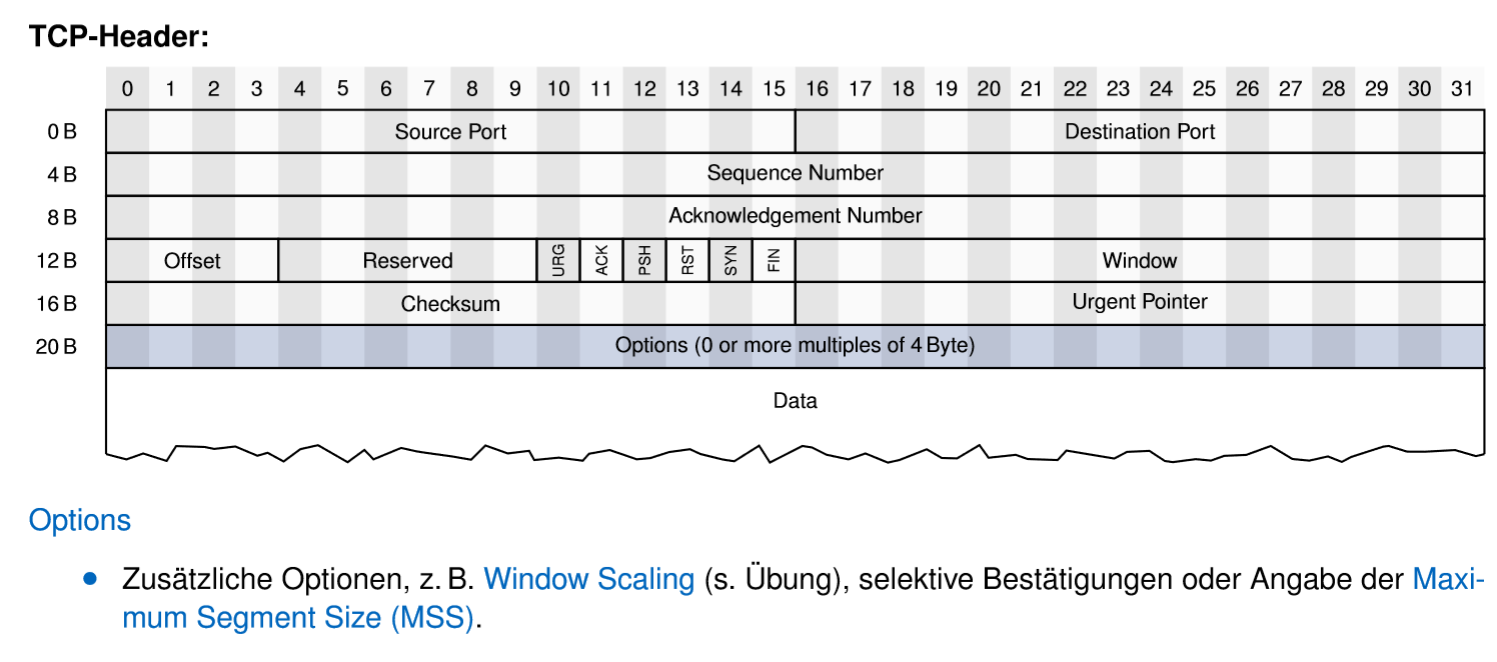 TCP-Header:
0 1 2 3 4 5 6 7 8 9 10 11 12 13 14 15 16 17 18 19 20 21 22 23 24 25 26 27 28 29 30 31
0 B Source Port Destination Port
4 B Sequence Number
8 B Acknowledgement Number
12 B Offset Reserved URG ACK PSH RST SYN FIN Window
16 B Checksum Urgent Pointer
20 B Options (0 or more multiples of 4 Byte)
Data
Options
• Zusätzliche Optionen, z. B. Window Scaling (s. Übung), selektive Bestätigungen oder Angabe der Maxi-
mum Segment Size (MSS).